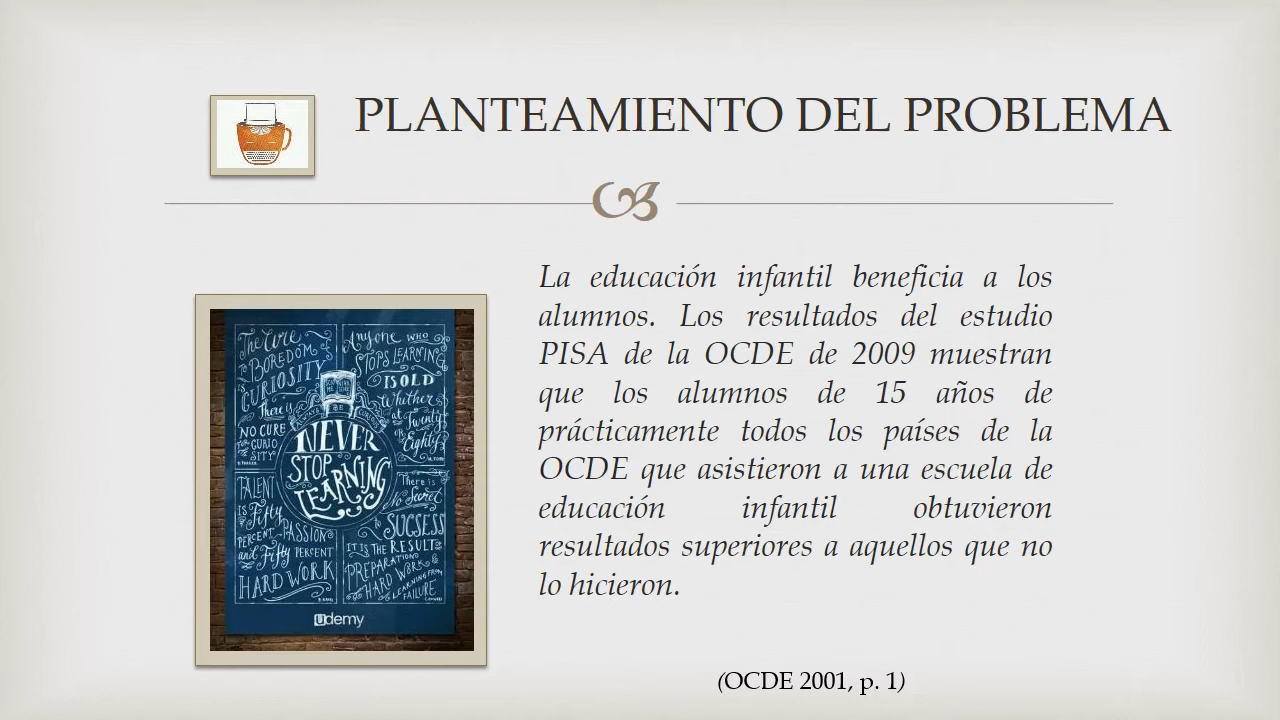 PLANTEAMIENTO DEL PROBLEMA
The Cure
to BOREDOM
is CURIOSITY
There is
NO CURE
FOR CURIO
SITY
D. PARKER
Anyone WHO
STOPS LEARNING
IS OLD
Whether
at Twenty
OR Eighty
H. FORD
NEVER
STOP
LEARNING
TALENT
IS Fifty
PERCENT PASSION
and Fifty PERCENT
HARD WORK
There is
No Secret
to SUCSESS
IT IS THE RESULT
PREPARATION
HARD WORK &
LEARNING FROM
FAILURE
udemy
La educación infantil beneficia a los
alumnos. Los resultados del estudio
PISA de la OCDE de 2009 muestran
que los alumnos de 15 años de
prácticamente todos los países de la
OCDE que asistieron a una escuela de
educación infantil obtuvieron
resultados superiores a aquellos que no
lo hicieron.
(OCDE 2001, p. 1)